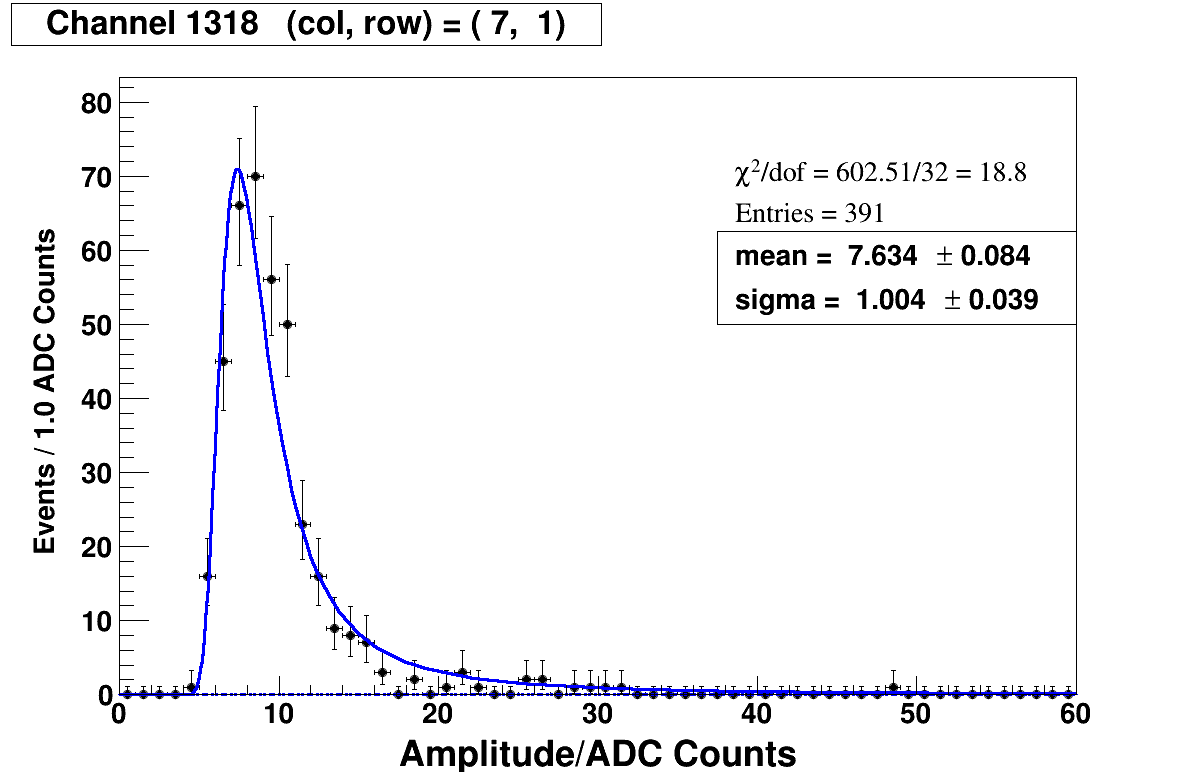 Channel 1318 (col, row) = ( 7, 1)
80
70
60
50
40
30
20
10
0
Events / 1.0 ADC Counts
χ²/dof = 602.51/32 = 18.8
Entries = 391
mean = 7.634 ± 0.084
sigma = 1.004 ± 0.039
0 10 20 30 40 50 60
Amplitude/ADC Counts